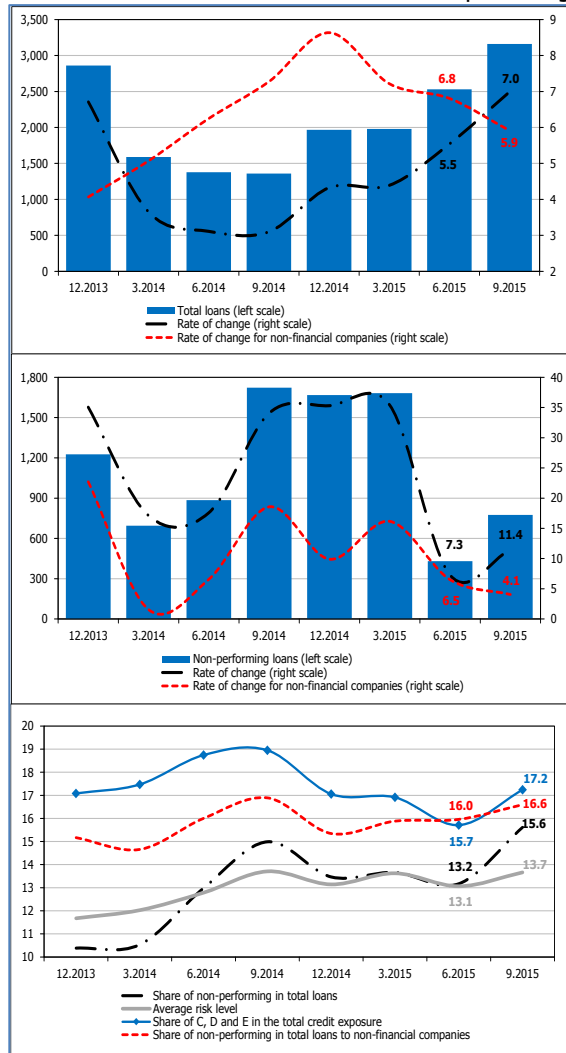 3,500 9
3,000 8
2,500 7
2,000 6
1,500 5
1,000 4
500 3
0 2
6.8 7.0
5.5 5.9
12.2013 3.2014 6.2014 9.2014 12.2014 3.2015 6.2015 9.2015
Total loans (left scale)
Rate of change (right scale)
Rate of change for non-financial companies (right scale)
1,800 40
1,500 35
1,200 30
900 25
600 20
300 15
0 10
5
0
7.3 11.4
6.5 4.1
12.2013 3.2014 6.2014 9.2014 12.2014 3.2015 6.2015 9.2015
Non-performing loans (left scale)
Rate of change (right scale)
Rate of change for non-financial companies (right scale)
20
19
18
17
16
15
14
13
12
11
10
17.2
16.0 16.6
15.7 15.6
13.2 13.7
13.1
12.2013 3.2014 6.2014 9.2014 12.2014 3.2015 6.2015 9.2015
Share of non-performing in total loans
Average risk level
Share of C, D and E in the total credit exposure
Share of non-performing in total loans to non-financial companies